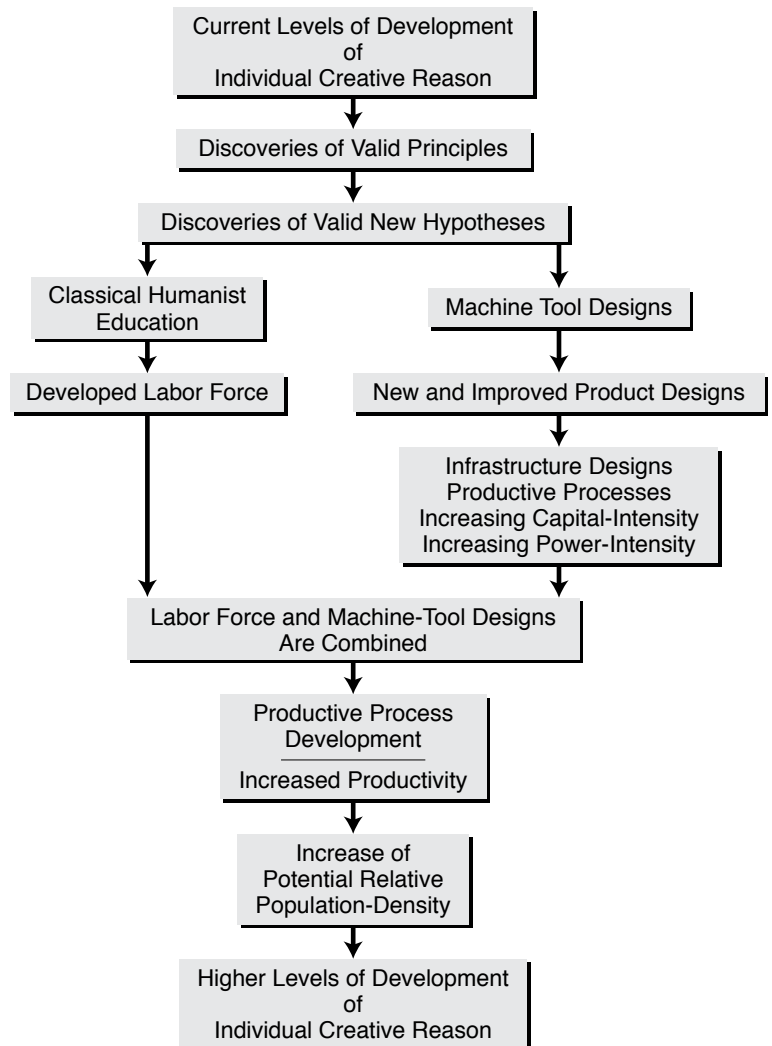 Current Levels of Development
of
Individual Creative Reason
Discoveries of Valid Principles
Discoveries of Valid New Hypotheses
Classical Humanist
Education
Developed Labor Force
Machine Tool Designs
New and Improved Product Designs
Infrastructure Designs
Productive Processes
Increasing Capital-Intensity
Increasing Power-Intensity
Labor Force and Machine-Tool Designs
Are Combined
Productive Process
Development
Increased Productivity
Increase of
Potential Relative
Population-Density
Higher Levels of Development
of
Individual Creative Reason